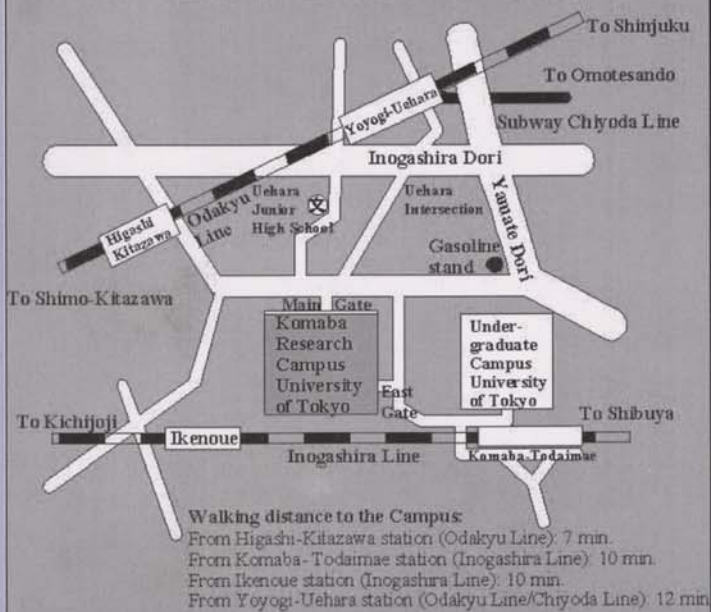 To Shinjuku
To Omotesando
Yoyogi-Uehara
Subway Chiyoda Line
Inogashira Dori
Uehara
Junior
High School
文
Uehara
Intersection
Odakyu
Line
Higashi
Kitazawa
Yamate Dori
Gasoline
stand
To Shimo-Kitazawa
Main Gate
Komaba
Research
Campus
University
of Tokyo
Under-
graduate
Campus
University
of Tokyo
East
Gate
To Kichijoji
To Shibuya
Ikenoue
Inogashira Line
Komaba-Todaimae
Walking distance to the Campus:
From Higashi-Kitazawa station (Odakyu Line): 7 min.
From Komaba-Todaimae station (Inogashira Line): 10 min.
From Ikenoue station (Inogashira Line): 10 min.
From Yoyogi-Uehara station (Odakyu Line/Chiyoda Line): 12 min